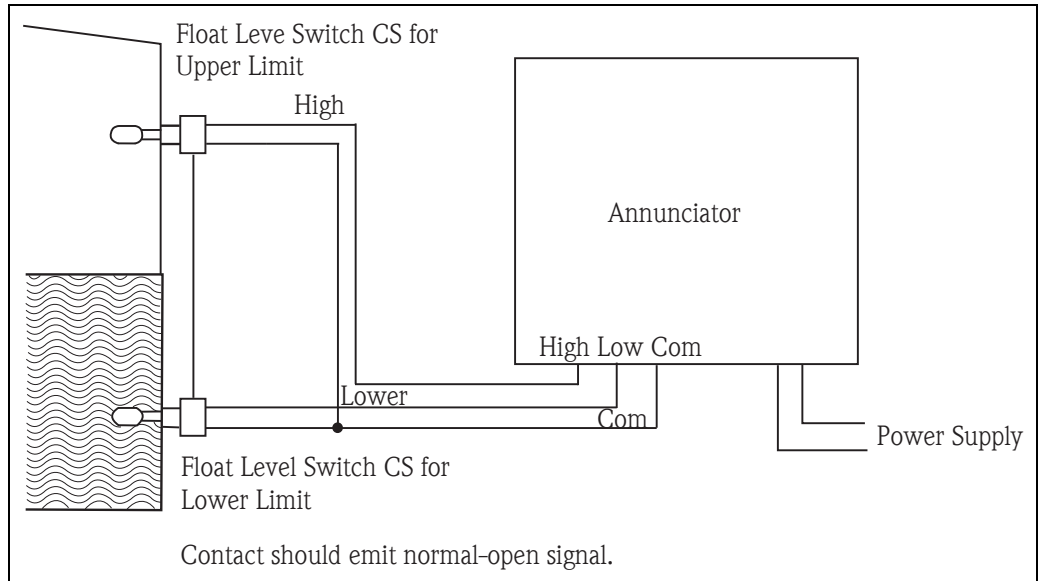 Float Leve Switch CS for
Upper Limit
High
Annunciator
High Low Com
Lower
Com
Power Supply
Float Level Switch CS for
Lower Limit
Contact should emit normal-open signal.